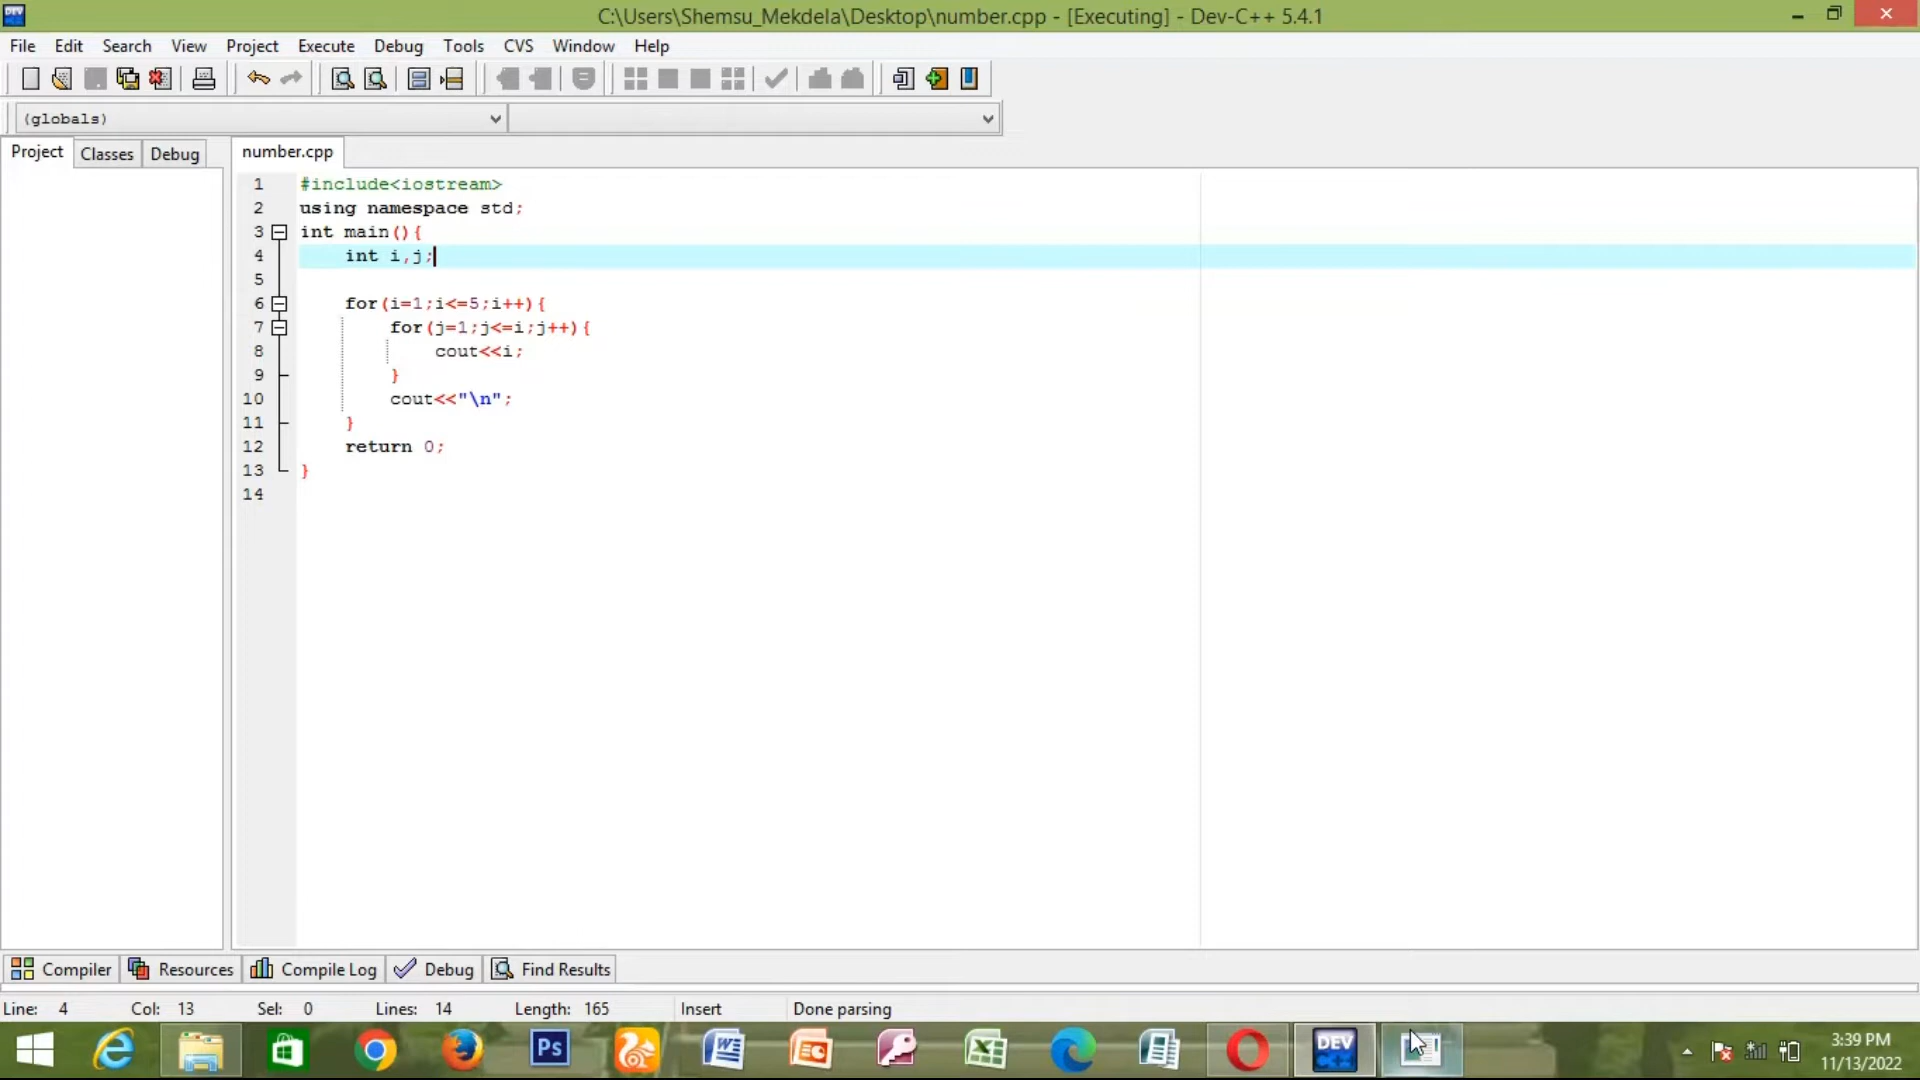 C:\Users\Shemsu_Mekdela\Desktop\number.cpp - [Executing] - Dev-C++ 5.4.1
File Edit Search View Project Execute Debug Tools CVS Window Help
(globals)
Project Classes Debug number.cpp
1 #include<iostream>
2 using namespace std;
3 int main(){
4 int i,j;
5
6 for(i=1;i<=5;i++){
7 for(j=1;j<=i;j++){
8 cout<<i;
9 }
10 cout<<"\n";
11 }
12 return 0;
13 }
14
Compiler Resources Compile Log Debug Find Results
Line: 4 Col: 13 Sel: 0 Lines: 14 Length: 165 Insert Done parsing
Ps DEV C++ 3:39 PM
11/13/2022